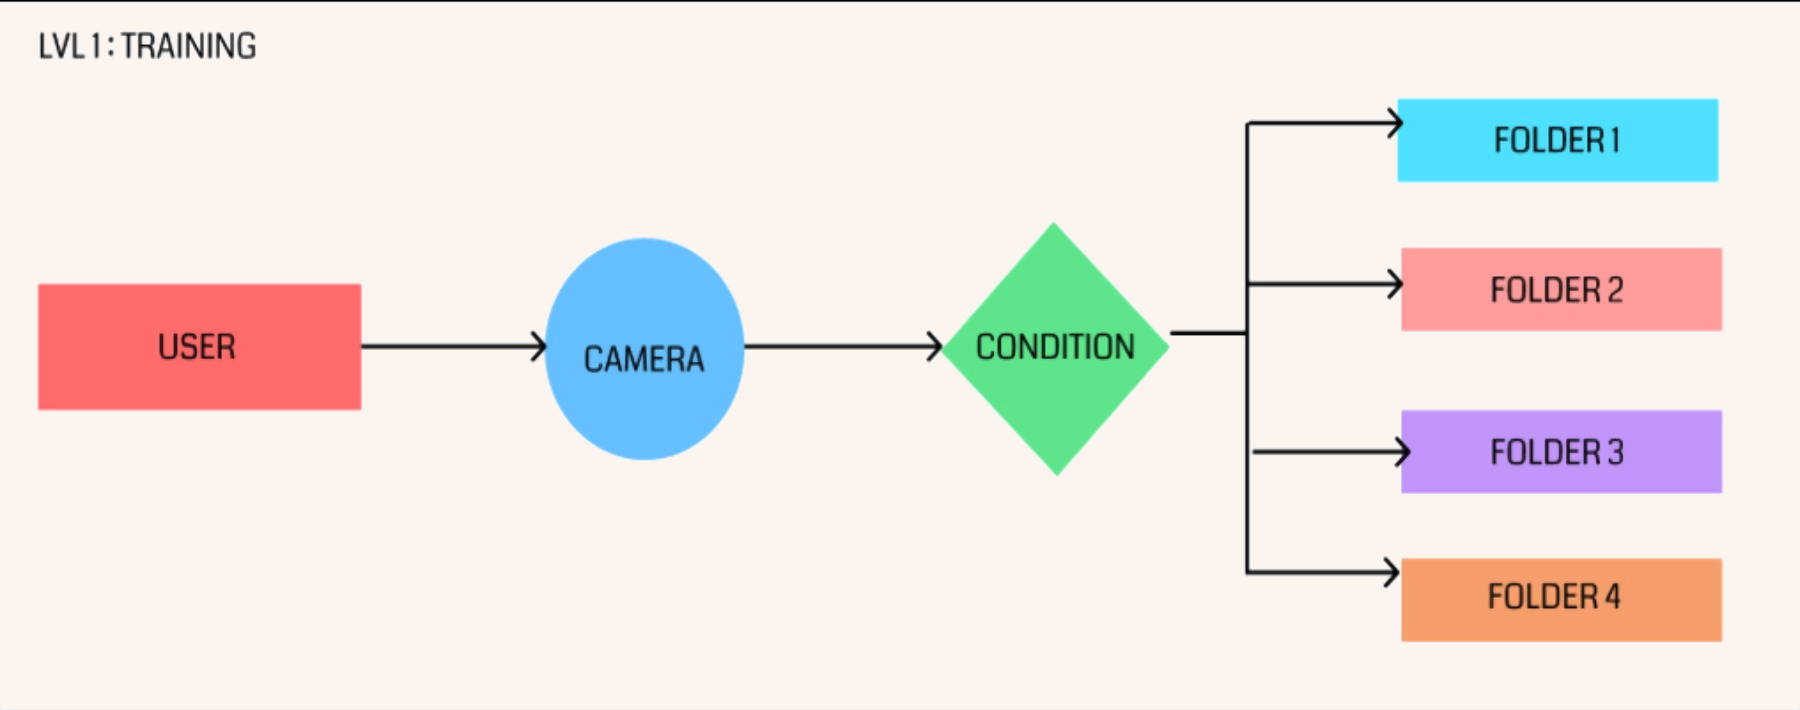 LVL 1 : TRAINING
USER
CAMERA
CONDITION
FOLDER 1
FOLDER 2
FOLDER 3
FOLDER 4